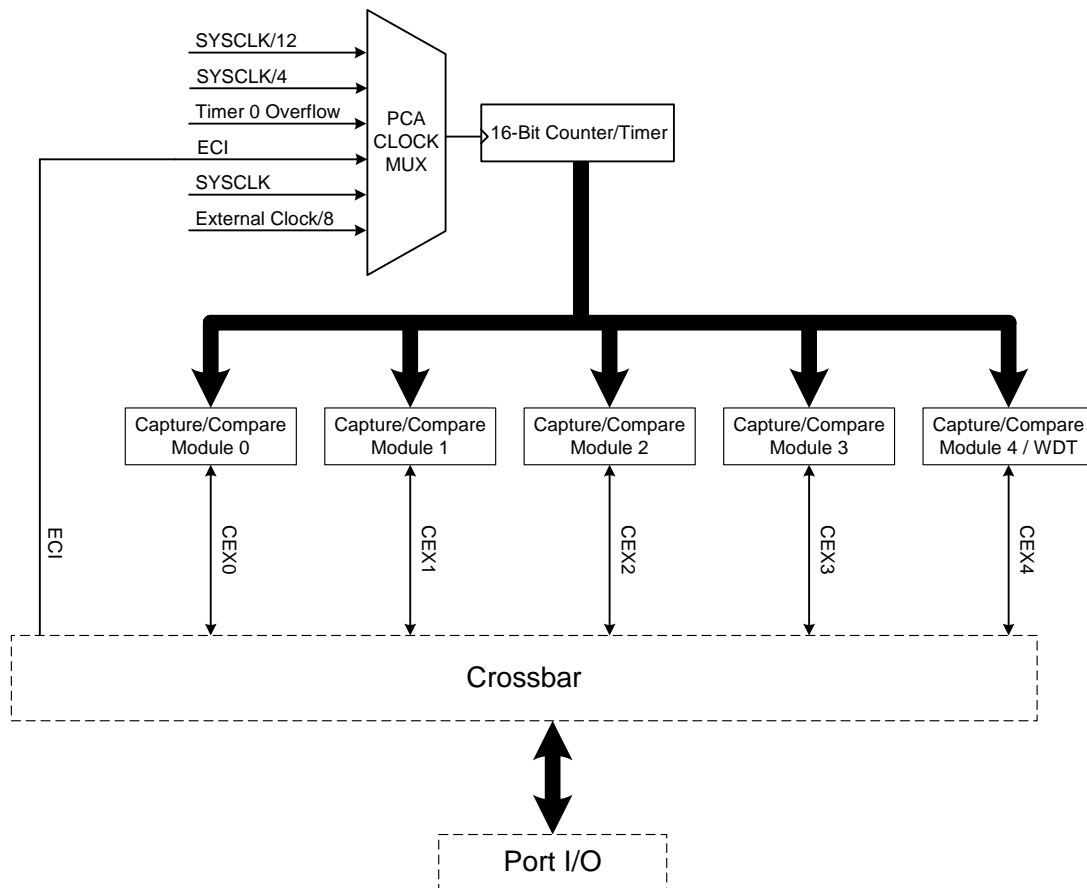 SYSCLK/12
SYSCLK/4
Timer 0 Overflow
ECI
SYSCLK
External Clock/8
PCA
CLOCK
MUX
16-Bit Counter/Timer
Capture/Compare
Module 0
Capture/Compare
Module 1
Capture/Compare
Module 2
Capture/Compare
Module 3
Capture/Compare
Module 4 / WDT
ECI
CEX0
CEX1
CEX2
CEX3
CEX4
Crossbar
Port I/O